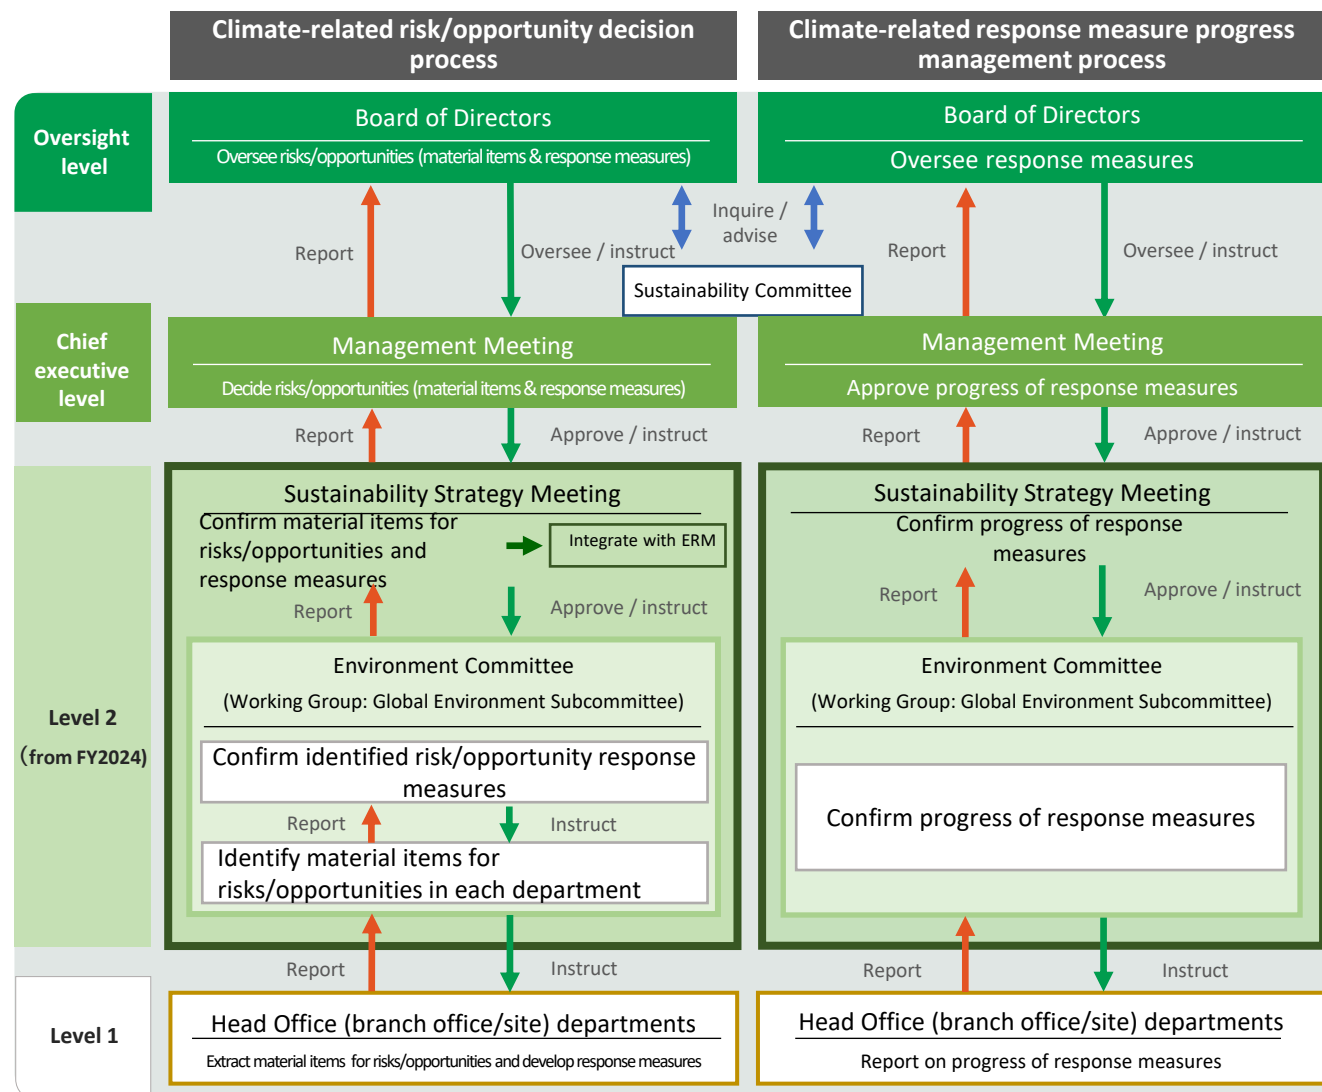 Climate-related risk/opportunity decision
process
Climate-related response measure progress
management process
Oversight
level
Board of Directors
Oversee risks/opportunities (material items & response measures)
Board of Directors
Oversee response measures
Report
Oversee / instruct
Inquire /
advise
Report
Oversee / instruct
Sustainability Committee
Chief
executive
level
Management Meeting
Decide risks/opportunities (material items & response measures)
Management Meeting
Approve progress of response measures
Report
Approve / instruct
Report
Approve / instruct
Level 2
(from FY2024)
Sustainability Strategy Meeting
Confirm material items for
risks/opportunities and
response measures
Integrate with ERM
Report
Approve / instruct
Environment Committee
(Working Group: Global Environment Subcommittee)
Confirm identified risk/opportunity response
measures
Report
Instruct
Identify material items for
risks/opportunities in each department
Sustainability Strategy Meeting
Confirm progress of response
measures
Report
Approve / instruct
Environment Committee
(Working Group: Global Environment Subcommittee)
Confirm progress of response measures
Report
Instruct
Report
Instruct
Level 1
Head Office (branch office/site) departments
Extract material items for risks/opportunities and develop response measures
Head Office (branch office/site) departments
Report on progress of response measures